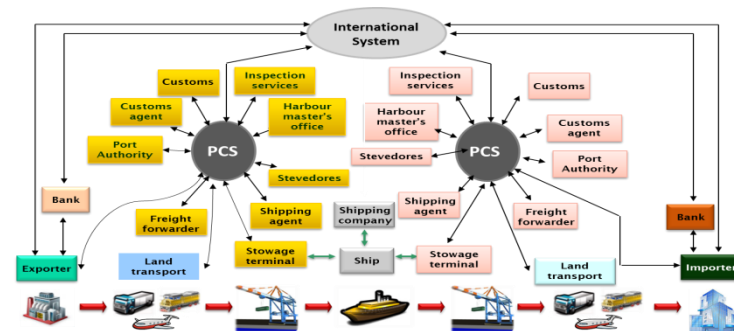 International
System
Customs
Inspection
services
Customs
agent
Harbour
master's
office
Port
Authority
PCS
Stevedores
Bank
Freight
forwarder
Shipping
agent
Exporter
Land
transport
Stowage
terminal
Shipping
company
Ship
Inspection
services
Customs
Harbour
master's
office
Customs
agent
Stevedores
PCS
Port
Authority
Shipping
agent
Freight
forwarder
Bank
Stowage
terminal
Land
transport
Importer